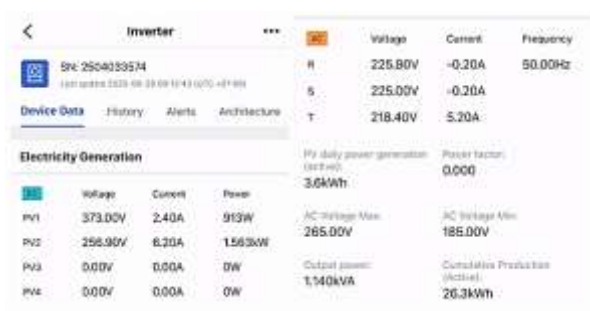 Inverter
SN: 2504033574
Device Data History Alerts Architecture
Electricity Generation
Voltage Current Power
PV1 373.00V 2.40A 913W
PV2 256.90V 6.20A 1.563kW
PV3 0.00V 0.00A 0W
PV4 0.00V 0.00A 0W
AC Voltage Current Frequency
R 225.80V -0.20A 50.00Hz
S 225.00V -0.20A
T 218.40V 5.20A
PV daily power generation (active):
3.6kWh
Power factor:
0.000
AC Voltage Max:
265.00V
AC Voltage Min:
185.00V
Output power:
1.140kVA
Cumulative Production (Active):
26.3kWh